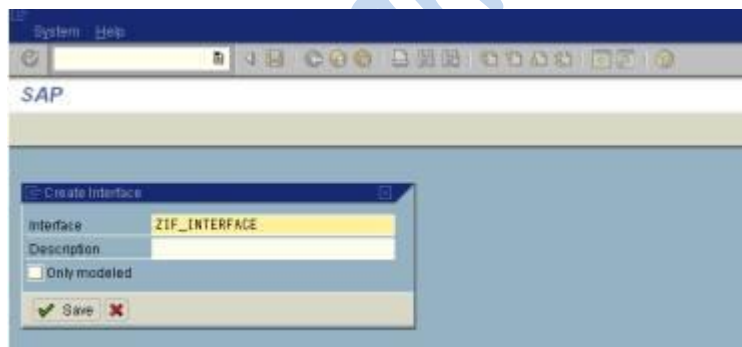 System Help
SAP
Create Interface
Interface ZIF_INTERFACE
Description
Only modeled
Save